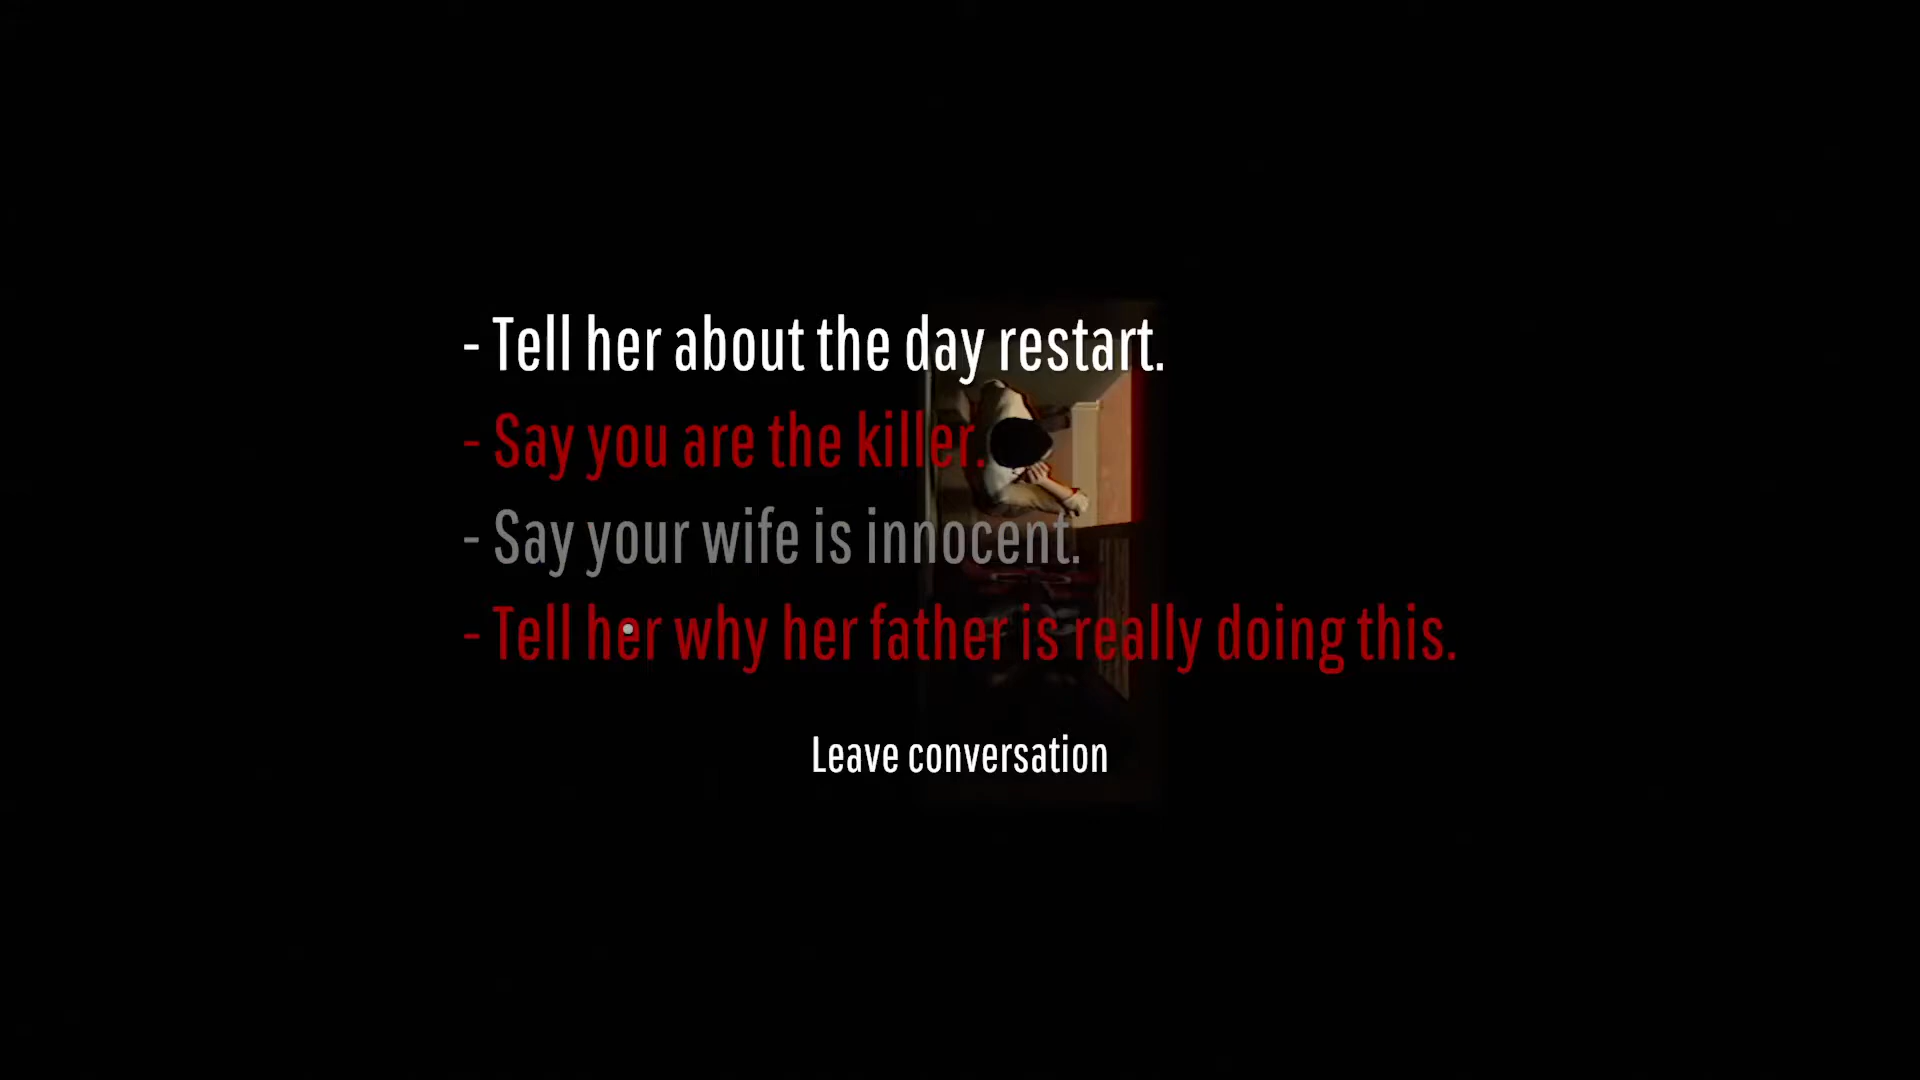 - Tell her about the day restart.
- Say you are the killer.
- Say your wife is innocent.
- Tell her why her father is really doing this.
Leave conversation